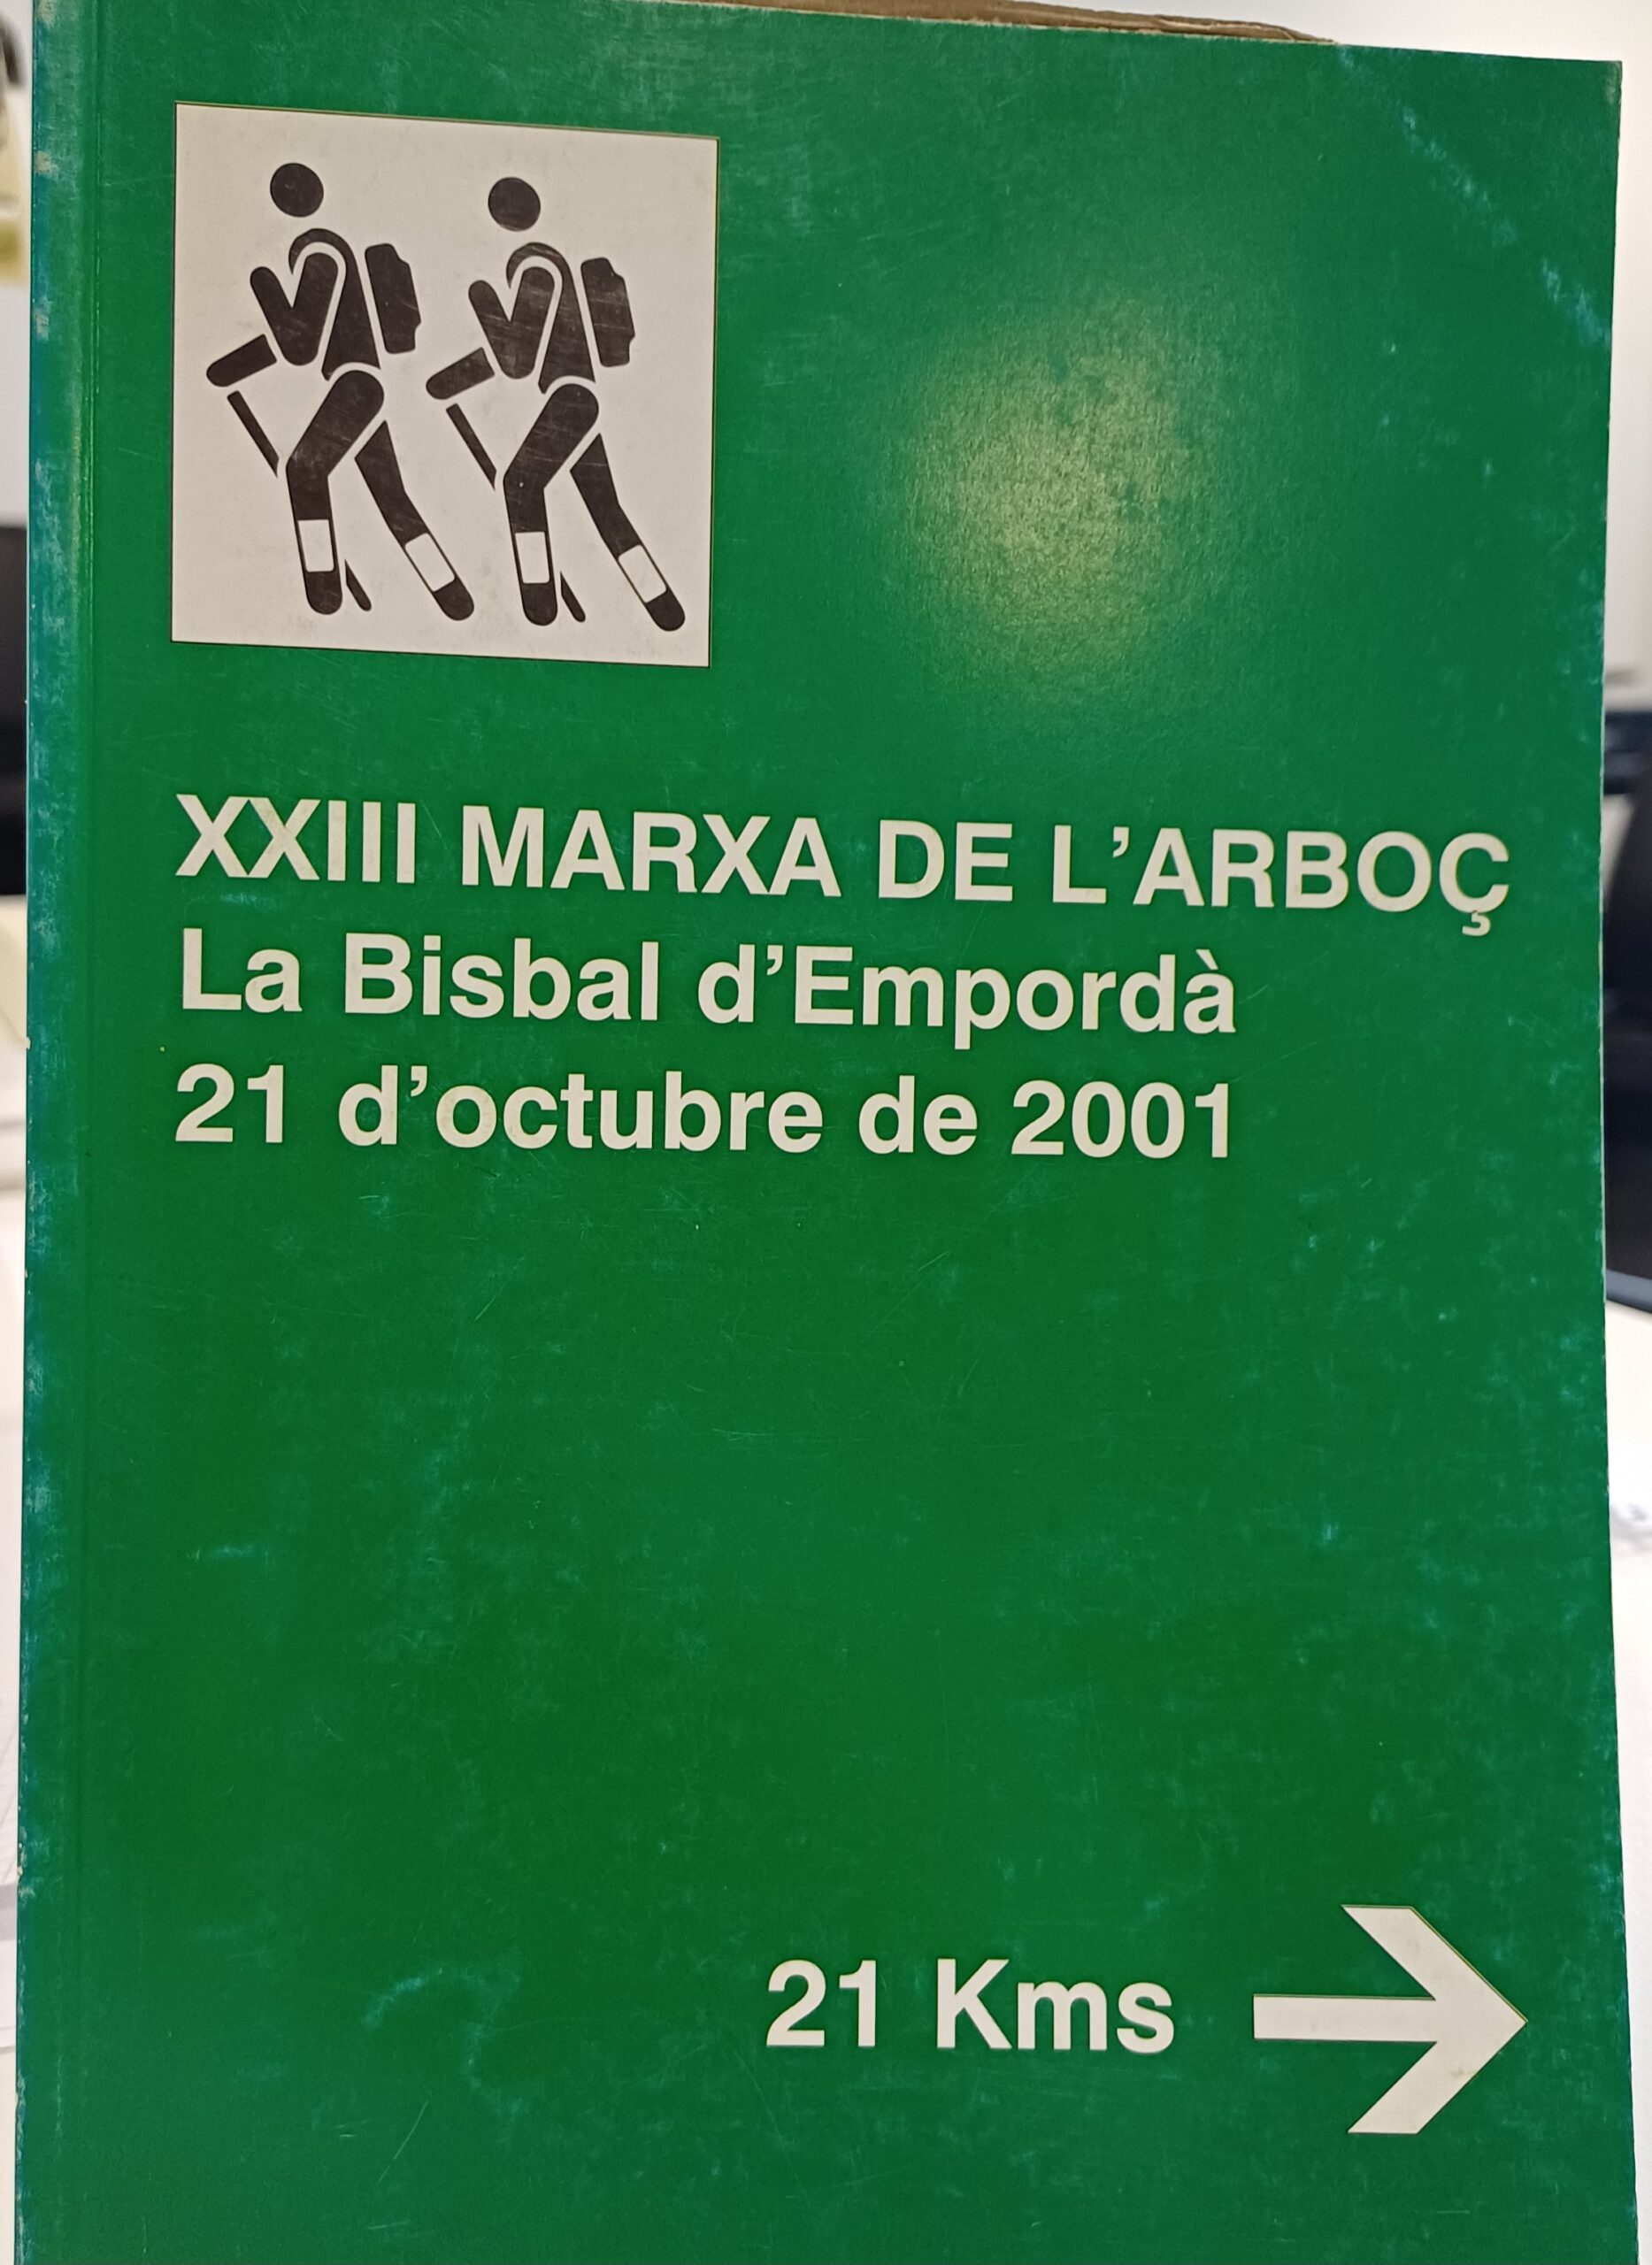 XXIII MARXA DE L'ARBOÇ
La Bisbal d'Empordà
21 d'octubre de 2001
21 Kms